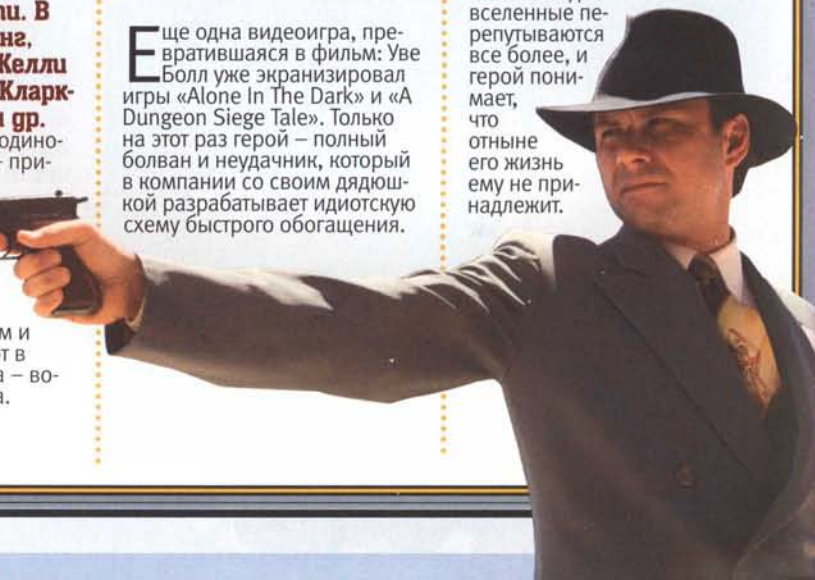 ти. В
нг,
Келли
Кларк-
и др.
одино-
– при-
м и
т в
а – во-
а.
Еще одна видеоигра, пре-
вратившаяся в фильм: Уве
Болл уже экранизировал
игры «Alone In The Dark» и «A
Dungeon Siege Tale». Только
на этот раз герой – полный
болван и неудачник, который
в компании со своим дядюш-
кой разрабатывает идиотскую
схему быстрого обогащения.
вселенные пе-
репутываются
все более, и
герой пони-
мает,
что
отныне
его жизнь
ему не при-
надлежит.